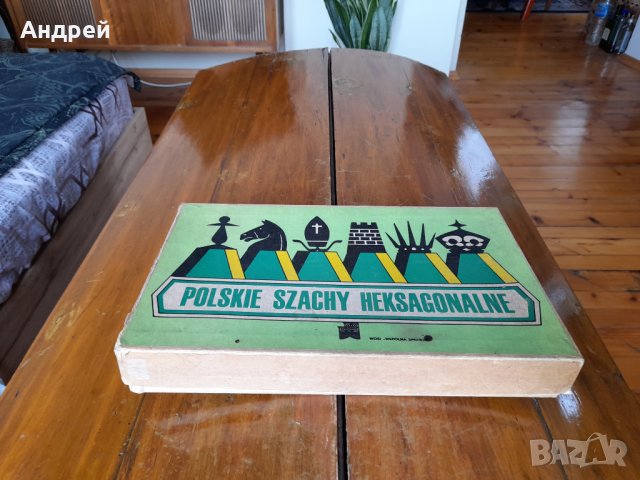 Андрей
POLSKIE SZACHY HEKSAGONALNE
BAZAR